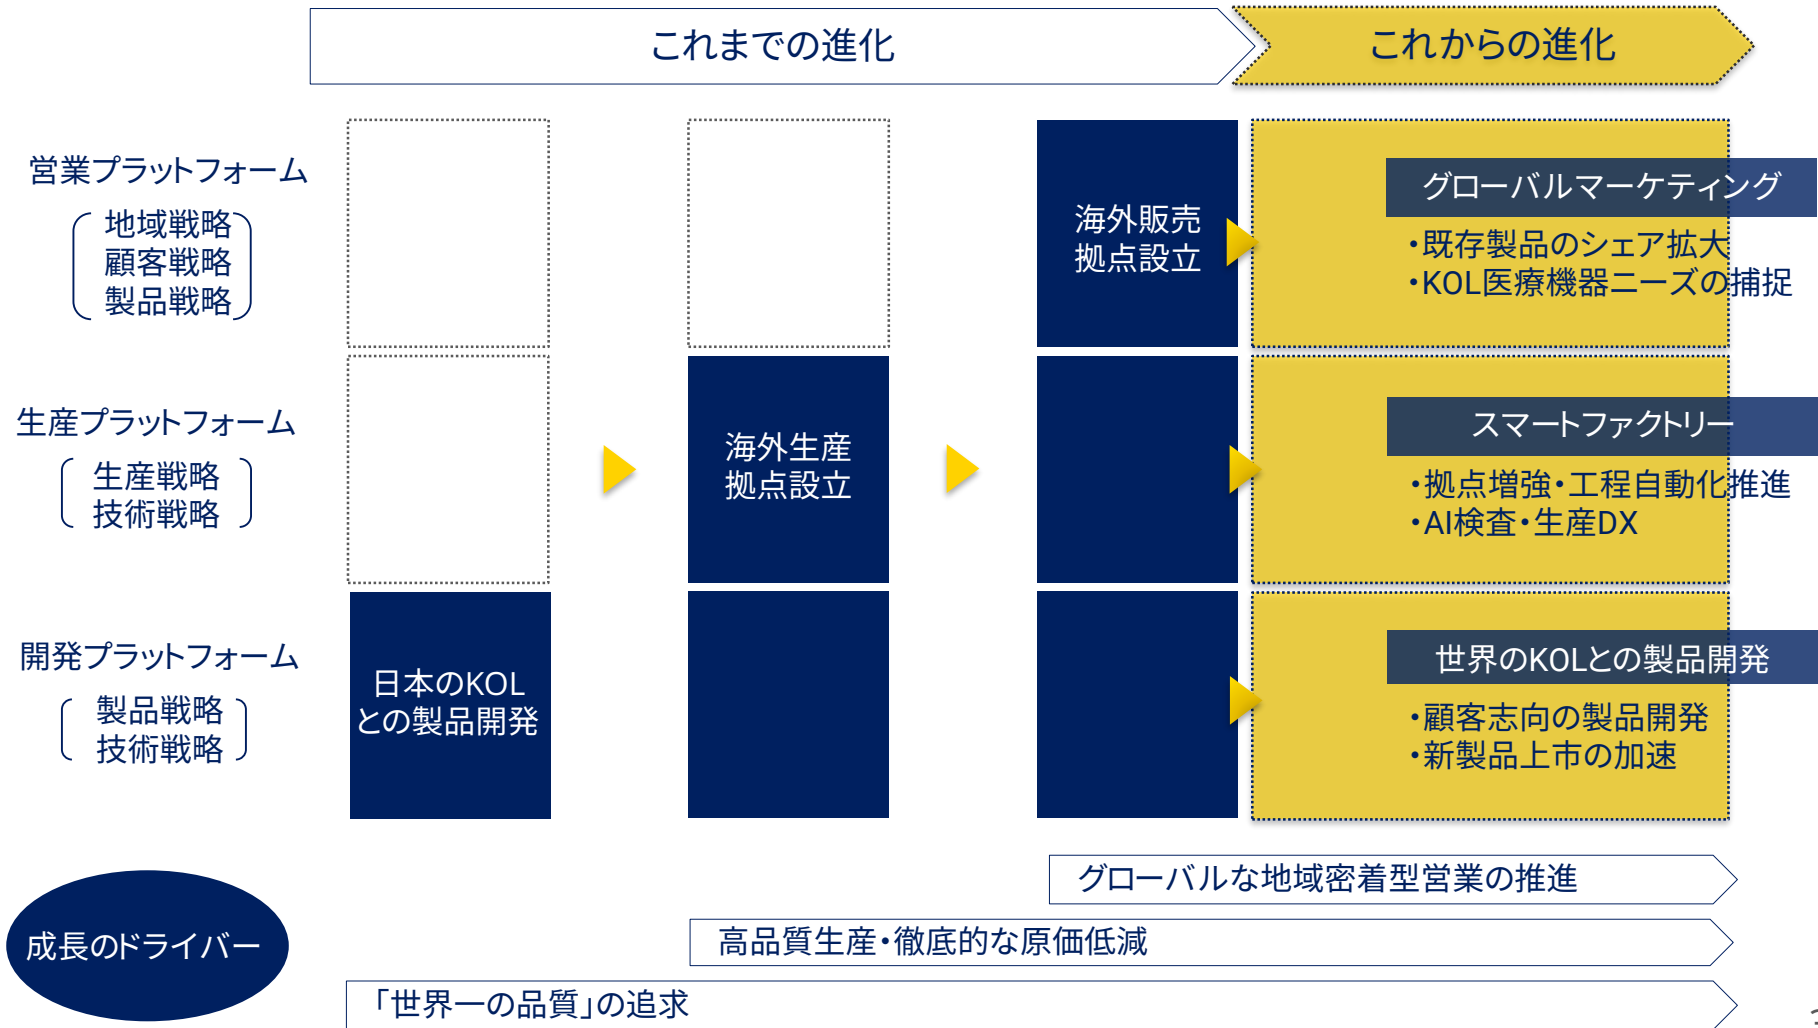 これまでの進化
これからの進化
営業プラットフォーム
地域戦略
顧客戦略
製品戦略
海外販売
拠点設立
グローバルマーケティング
・既存製品のシェア拡大
・KOL医療機器ニーズの捕捉
生産プラットフォーム
生産戦略
技術戦略
海外生産
拠点設立
スマートファクトリー
・拠点増強・工程自動化推進
・AI検査・生産DX
開発プラットフォーム
製品戦略
技術戦略
日本のKOL
との製品開発
世界のKOLとの製品開発
・顧客志向の製品開発
・新製品上市の加速
成長のドライバー
グローバルな地域密着型営業の推進
高品質生産・徹底的な原価低減
「世界一の品質」の追求